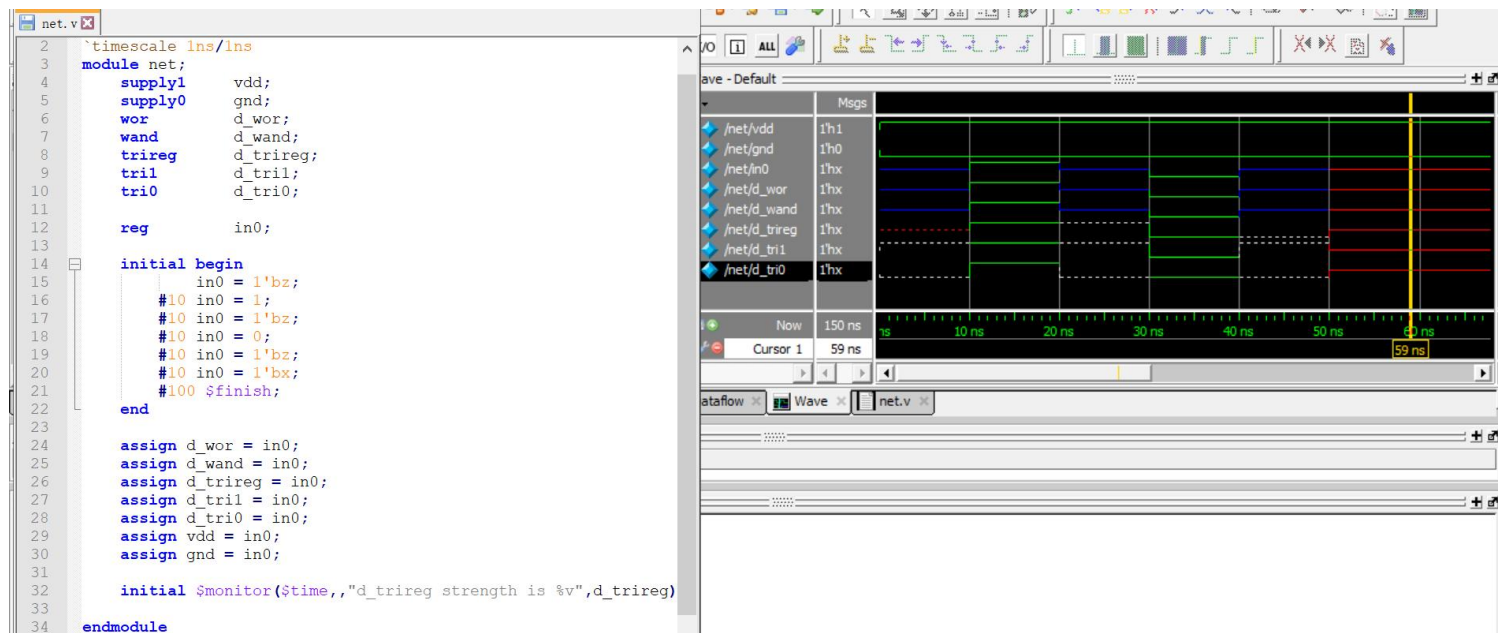 net.v
2 `timescale 1ns/1ns
3 module net;
4 supply1 vdd;
5 supply0 gnd;
6 wor d_wor;
7 wand d_wand;
8 trireg d_trireg;
9 tri1 d_tri1;
10 tri0 d_tri0;
11
12 reg in0;
13
14 initial begin
15 in0 = 1'bz;
16 #10 in0 = 1;
17 #10 in0 = 1'bz;
18 #10 in0 = 0;
19 #10 in0 = 1'bz;
20 #10 in0 = 1'bx;
21 #100 $finish;
22 end
23
24 assign d_wor = in0;
25 assign d_wand = in0;
26 assign d_trireg = in0;
27 assign d_tri1 = in0;
28 assign d_tri0 = in0;
29 assign vdd = in0;
30 assign gnd = in0;
31
32 initial $monitor($time,,"d_trireg strength is %v",d_trireg)
33
34 endmodule
I/O ALL
ave - Default
Msgs
/net/vdd 1'h1
/net/gnd 1'h0
/net/in0 1'hx
/net/d_wor 1'hx
/net/d_wand 1'hx
/net/d_trireg 1'hx
/net/d_tri1 1'hx
/net/d_tri0 1'hx
Now 150 ns ns 10 ns 20 ns 30 ns 40 ns 50 ns 60 ns
Cursor 1 59 ns 59 ns
ataflow Wave net.v